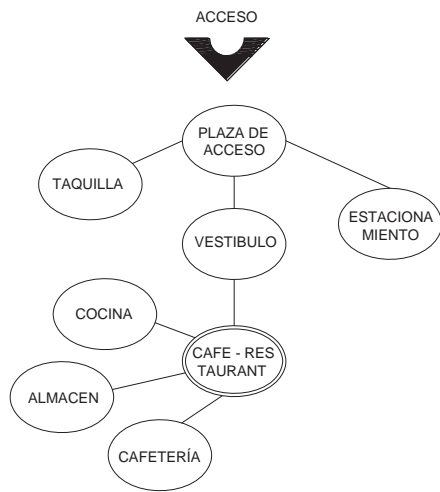 ACCESO
PLAZA DE
ACCESO
TAQUILLA
ESTACIONA
MIENTO
VESTIBULO
COCINA
CAFE - RES
TAURANT
ALMACEN
CAFETERÍA